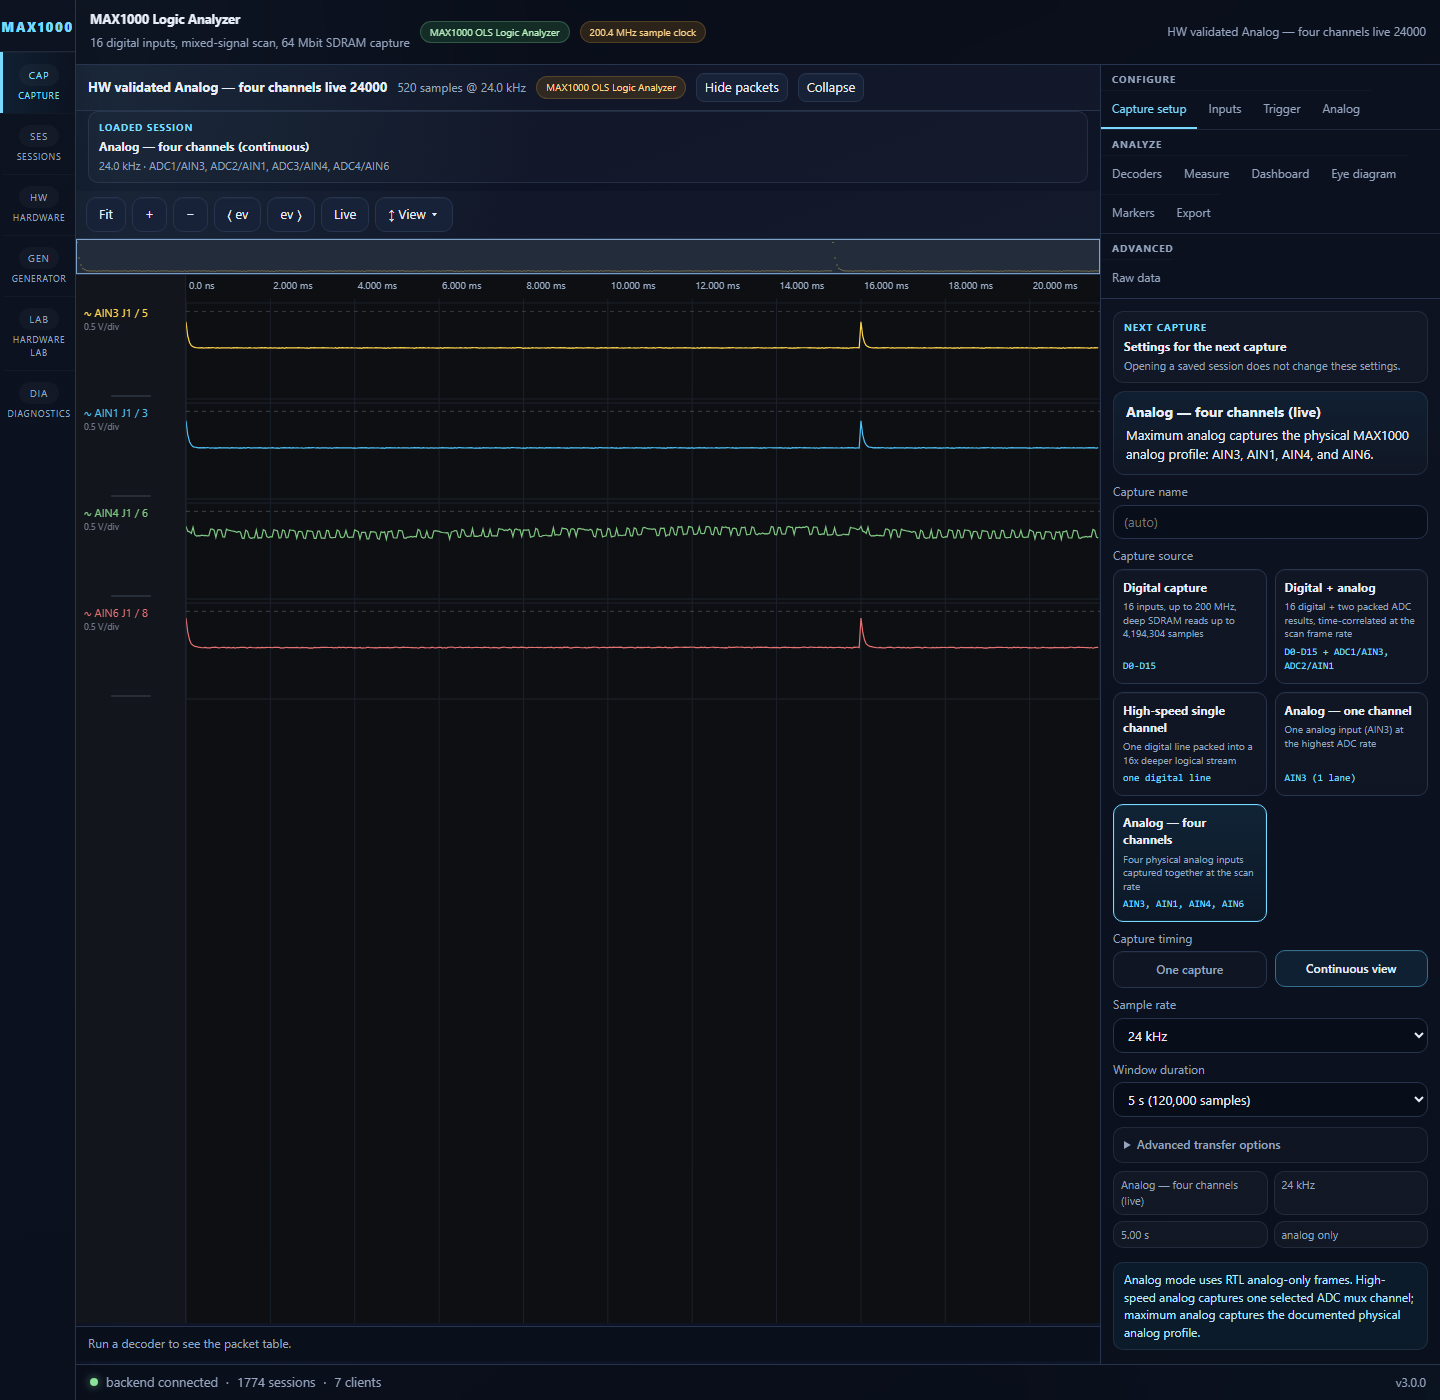 MAX1000
CAP
CAPTURE
SES
SESSIONS
HW
HARDWARE
GEN
GENERATOR
LAB
HARDWARE
LAB
DIA
DIAGNOSTICS
MAX1000 Logic Analyzer
16 digital inputs, mixed-signal scan, 64 Mbit SDRAM capture
MAX1000 OLS Logic Analyzer
200.4 MHz sample clock
HW validated Analog — four channels live 24000
HW validated Analog — four channels live 24000
520 samples @ 24.0 kHz
MAX1000 OLS Logic Analyzer
Hide packets
Collapse
LOADED SESSION
Analog — four channels (continuous)
24.0 kHz · ADC1/AIN3, ADC2/AIN1, ADC3/AIN4, ADC4/AIN6
Fit
+
−
⟨ ev
ev ⟩
Live
↕ View ▾
0.0 ns
2.000 ms
4.000 ms
6.000 ms
8.000 ms
10.000 ms
12.000 ms
14.000 ms
16.000 ms
18.000 ms
20.000 ms
∿ AIN3 J1 / 5
0.5 V/div
∿ AIN1 J1 / 3
0.5 V/div
∿ AIN4 J1 / 6
0.5 V/div
∿ AIN6 J1 / 8
0.5 V/div
Run a decoder to see the packet table.
CONFIGURE
Capture setup
Inputs
Trigger
Analog
ANALYZE
Decoders
Measure
Dashboard
Eye diagram
Markers
Export
ADVANCED
Raw data
NEXT CAPTURE
Settings for the next capture
Opening a saved session does not change these settings.
Analog — four channels (live)
Maximum analog captures the physical MAX1000
analog profile: AIN3, AIN1, AIN4, and AIN6.
Capture name
(auto)
Capture source
Digital capture
16 inputs, up to 200 MHz,
deep SDRAM reads up to
4,194,304 samples
D0-D15
Digital + analog
16 digital + two packed ADC
results, time-correlated at the
scan frame rate
D0-D15 + ADC1/AIN3,
ADC2/AIN1
High-speed single
channel
One digital line packed into a
16x deeper logical stream
one digital line
Analog — one channel
One analog input (AIN3) at
the highest ADC rate
AIN3 (1 lane)
Analog — four
channels
Four physical analog inputs
captured together at the scan
rate
AIN3, AIN1, AIN4, AIN6
Capture timing
One capture
Continuous view
Sample rate
24 kHz
Window duration
5 s (120,000 samples)
▶ Advanced transfer options
Analog — four channels
(live)
24 kHz
5.00 s
analog only
Analog mode uses RTL analog-only frames. High-
speed analog captures one selected ADC mux channel;
maximum analog captures the documented physical
analog profile.
backend connected · 1774 sessions · 7 clients
v3.0.0